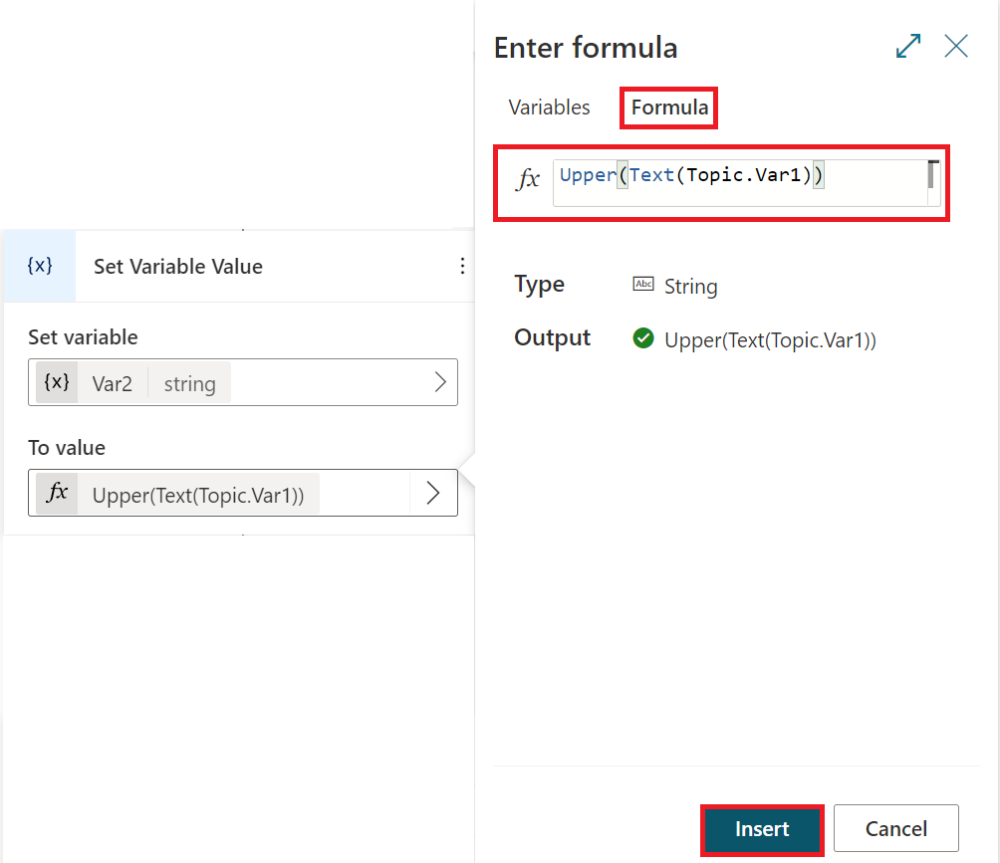 Enter formula
Variables
Formula
fx
Upper(Text(Topic.Var1))
{x}
Set Variable Value
Type
Abc
String
Output
Upper(Text(Topic.Var1))
Set variable
{x}
Var2
string
To value
fx
Upper(Text(Topic.Var1))
Insert
Cancel